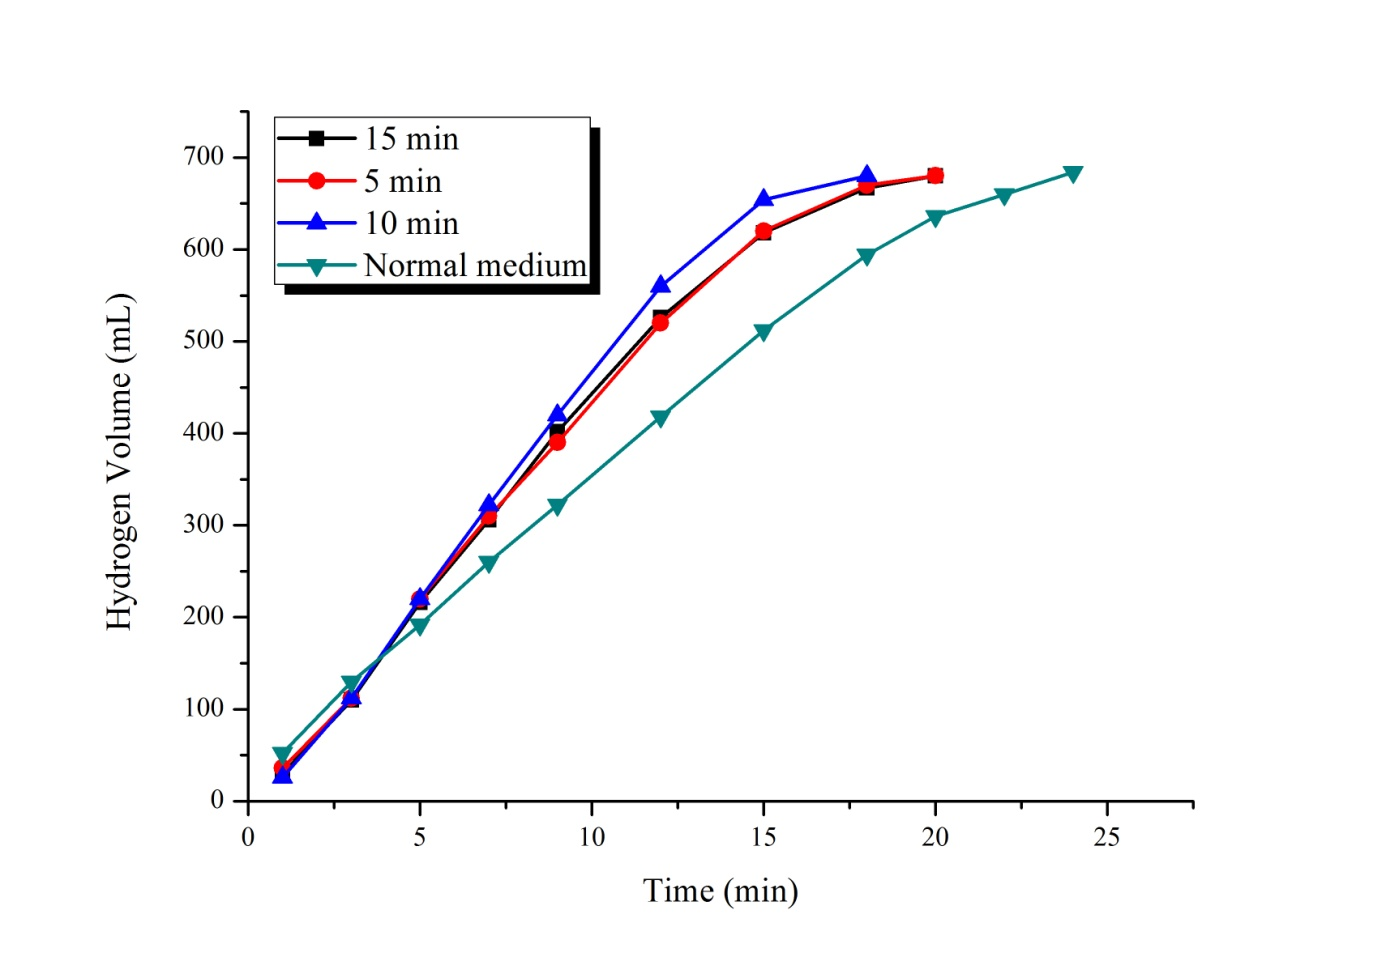 15 min
5 min
10 min
Normal medium
700
600
500
400
300
200
100
0
Hydrogen Volume (mL)
0 5 10 15 20 25
Time (min)